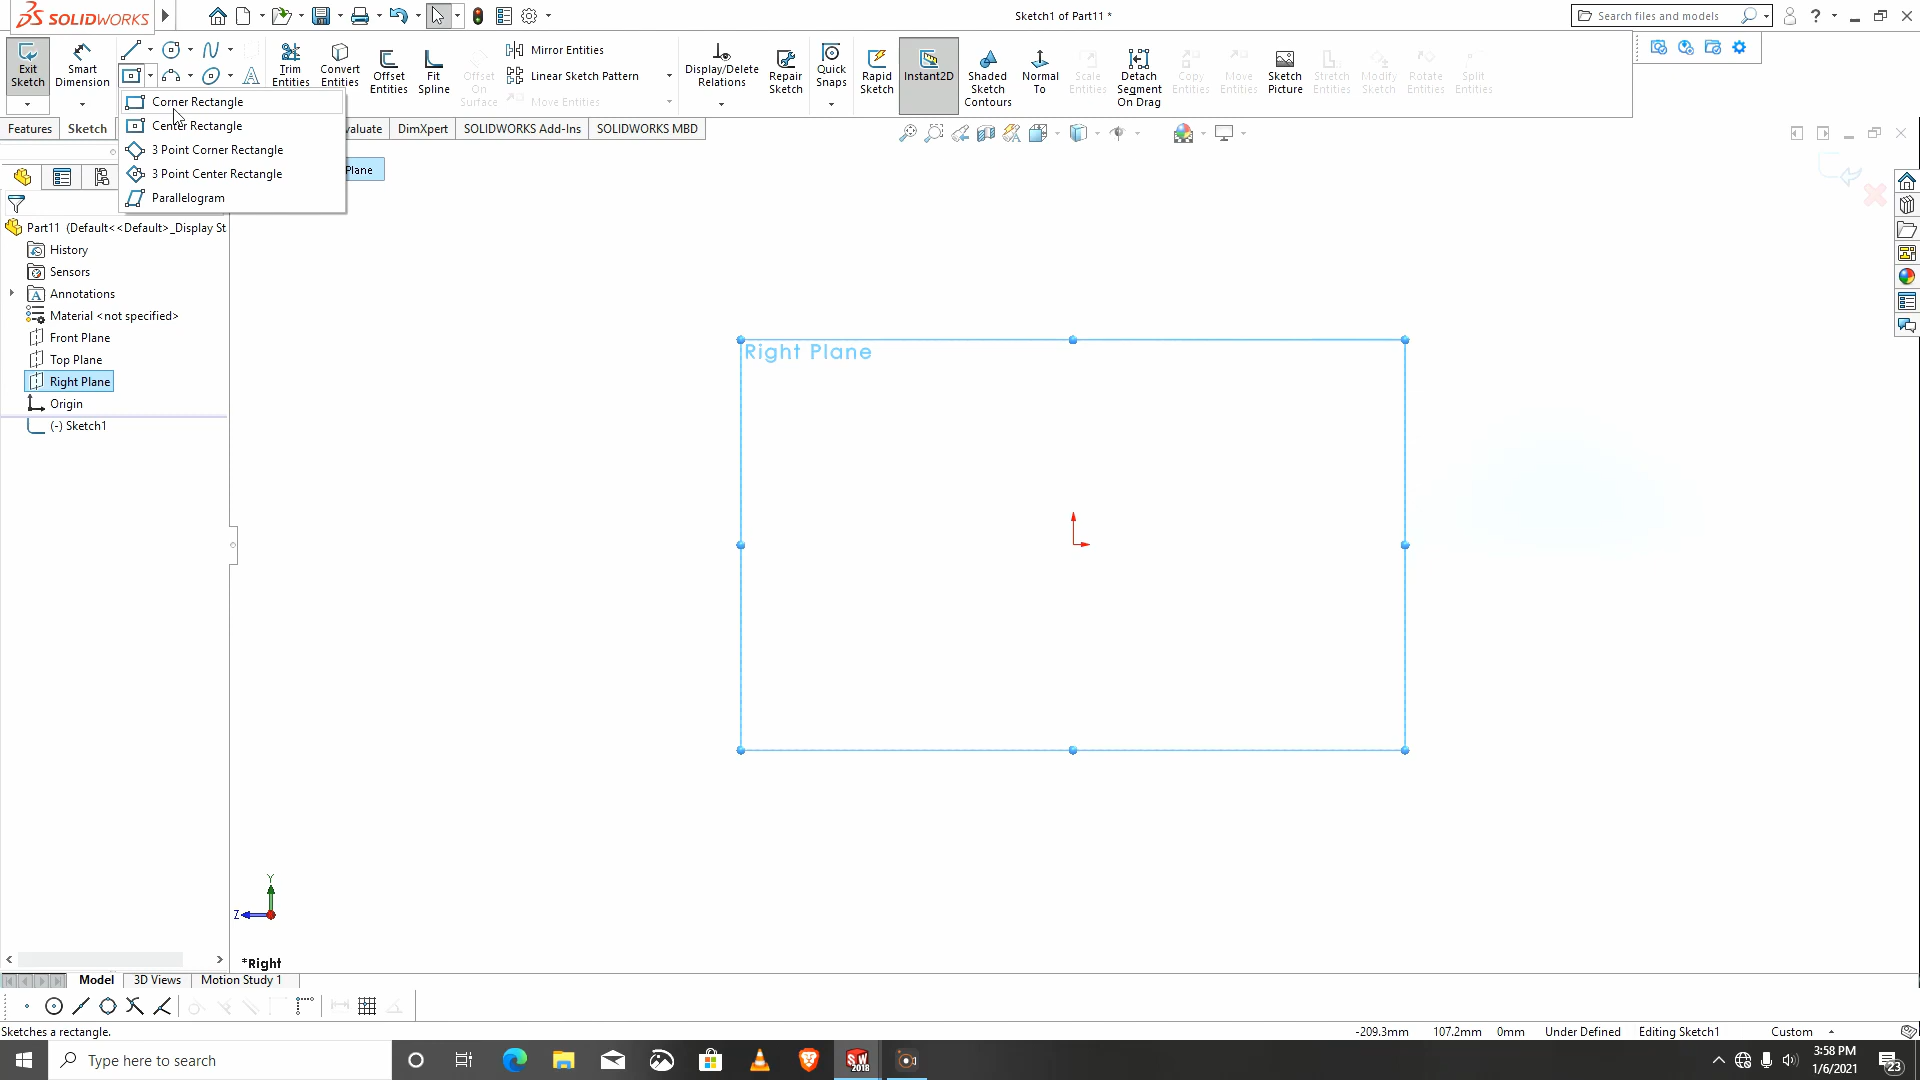 SOLIDWORKS
Sketch1 of Part11 *
Search files and models
Exit Sketch
Smart Dimension
Trim Entities
Convert Entities
Offset Entities
Fit Spline
Offset On Surface
Mirror Entities
Linear Sketch Pattern
Move Entities
Display/Delete Relations
Repair Sketch
Quick Snaps
Rapid Sketch
Instant2D
Shaded Sketch Contours
Normal To
Scale Entities
Detach Segment On Drag
Copy Entities
Move Entities
Sketch Picture
Stretch Entities
Modify Sketch
Rotate Entities
Split Entities
Corner Rectangle
Center Rectangle
3 Point Corner Rectangle
3 Point Center Rectangle
Parallelogram
Features
Sketch
valuate
DimXpert
SOLIDWORKS Add-Ins
SOLIDWORKS MBD
Plane
Part11 (Default<<Default>_Display St
History
Sensors
Annotations
Material <not specified>
Front Plane
Top Plane
Right Plane
Origin
(-) Sketch1
Right Plane
Y
Z
*Right
Model
3D Views
Motion Study 1
Sketches a rectangle.
-209.3mm
107.2mm
0mm
Under Defined
Editing Sketch1
Custom
Type here to search
SW
2018
3:58 PM
1/6/2021
23